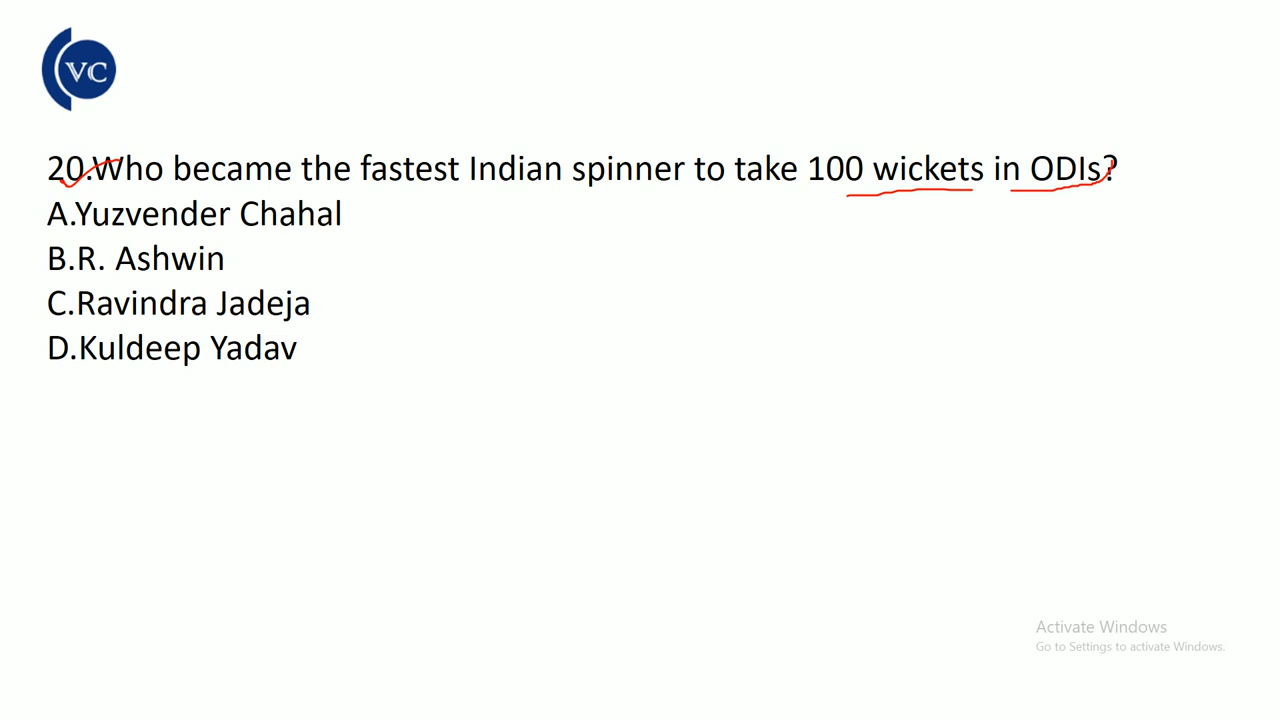 VC
20.Who became the fastest Indian spinner to take 100 wickets in ODIs?
A.Yuzvender Chahal
B.R. Ashwin
C.Ravindra Jadeja
D.Kuldeep Yadav
Activate Windows
Go to Settings to activate Windows.